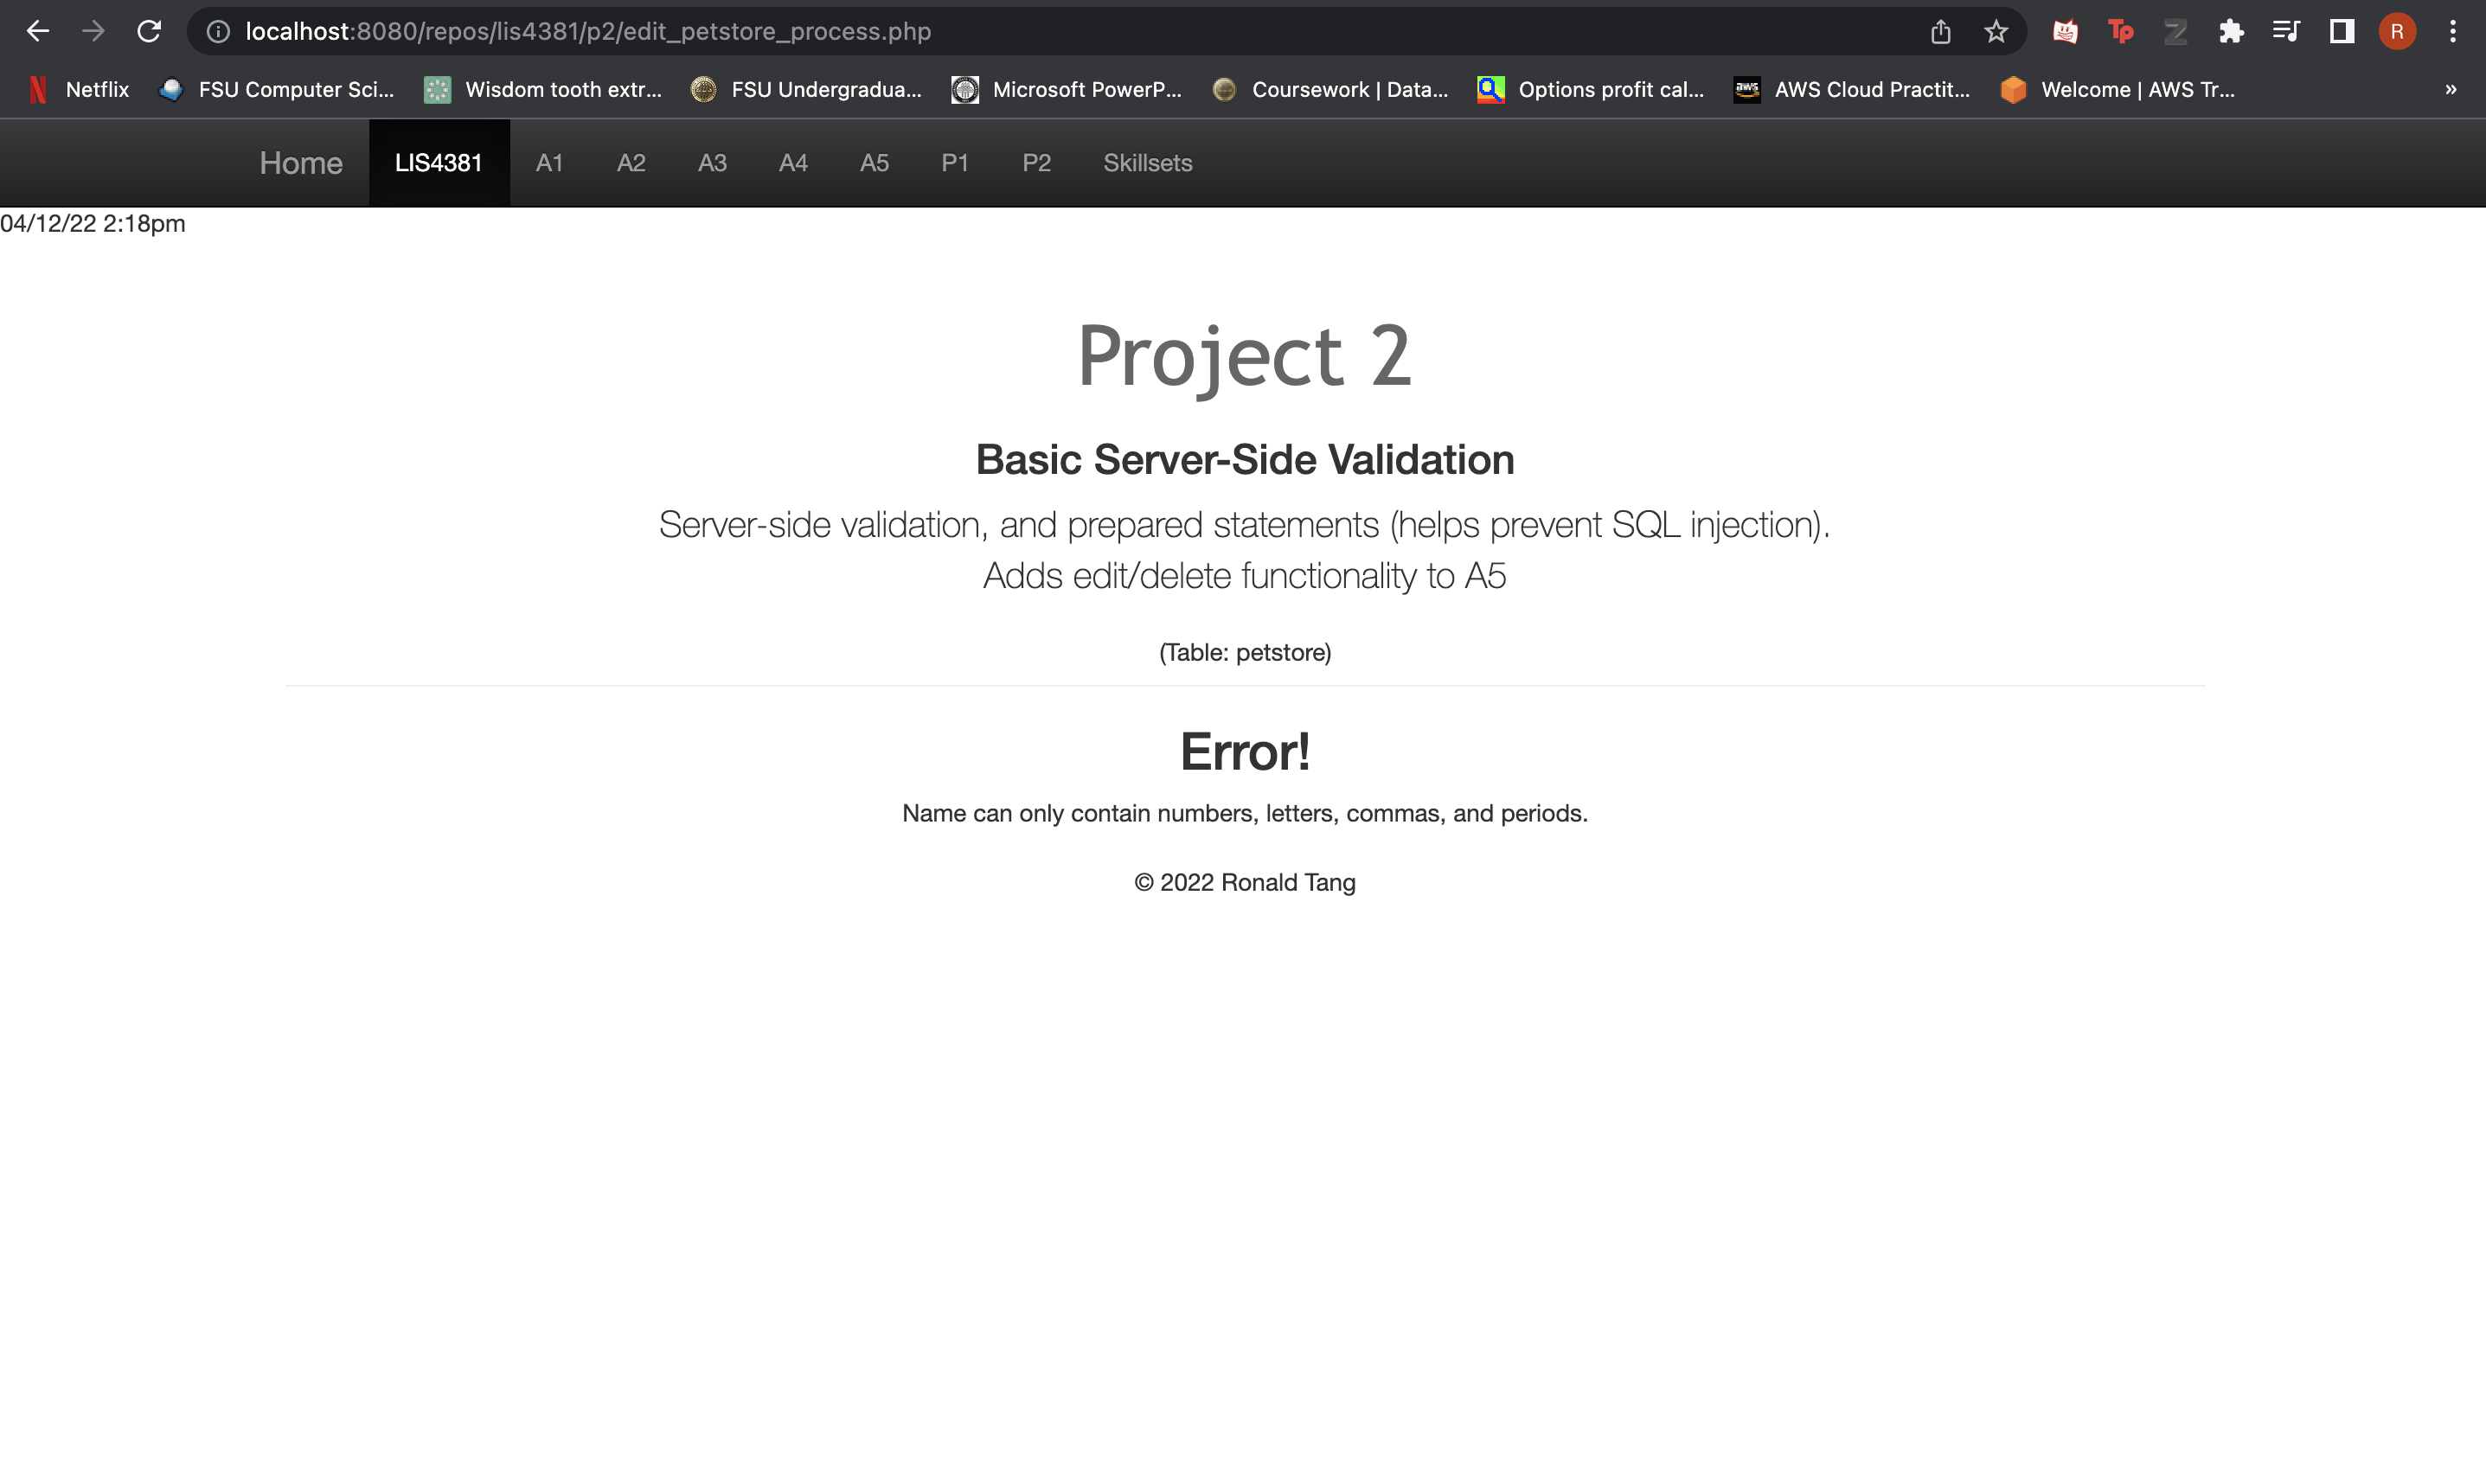 localhost:8080/repos/lis4381/p2/edit_petstore_process.php
Tp
Z
R
N Netflix FSU Computer Sci... Wisdom tooth extr... FSU Undergradua... Microsoft PowerP... Coursework | Data... Options profit cal... aws AWS Cloud Practit... Welcome | AWS Tr... »
Home LIS4381 A1 A2 A3 A4 A5 P1 P2 Skillsets
04/12/22 2:18pm
Project 2
Basic Server-Side Validation
Server-side validation, and prepared statements (helps prevent SQL injection).
Adds edit/delete functionality to A5
(Table: petstore)
Error!
Name can only contain numbers, letters, commas, and periods.
© 2022 Ronald Tang